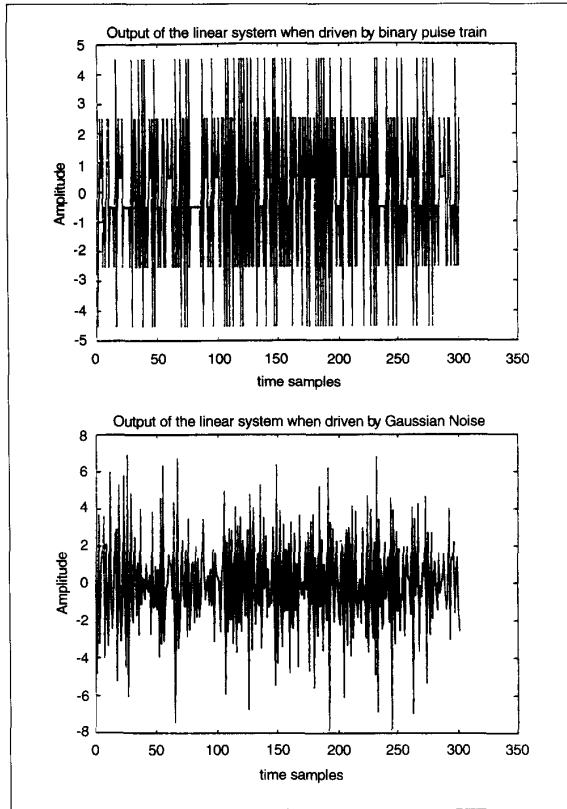 Output of the linear system when driven by binary pulse train
5
4
3
2
1
0
-1
-2
-3
-4
-5
Amplitude
0 50 100 150 200 250 300 350
time samples
Output of the linear system when driven by Gaussian Noise
8
6
4
2
0
-2
-4
-6
-8
Amplitude
0 50 100 150 200 250 300 350
time samples